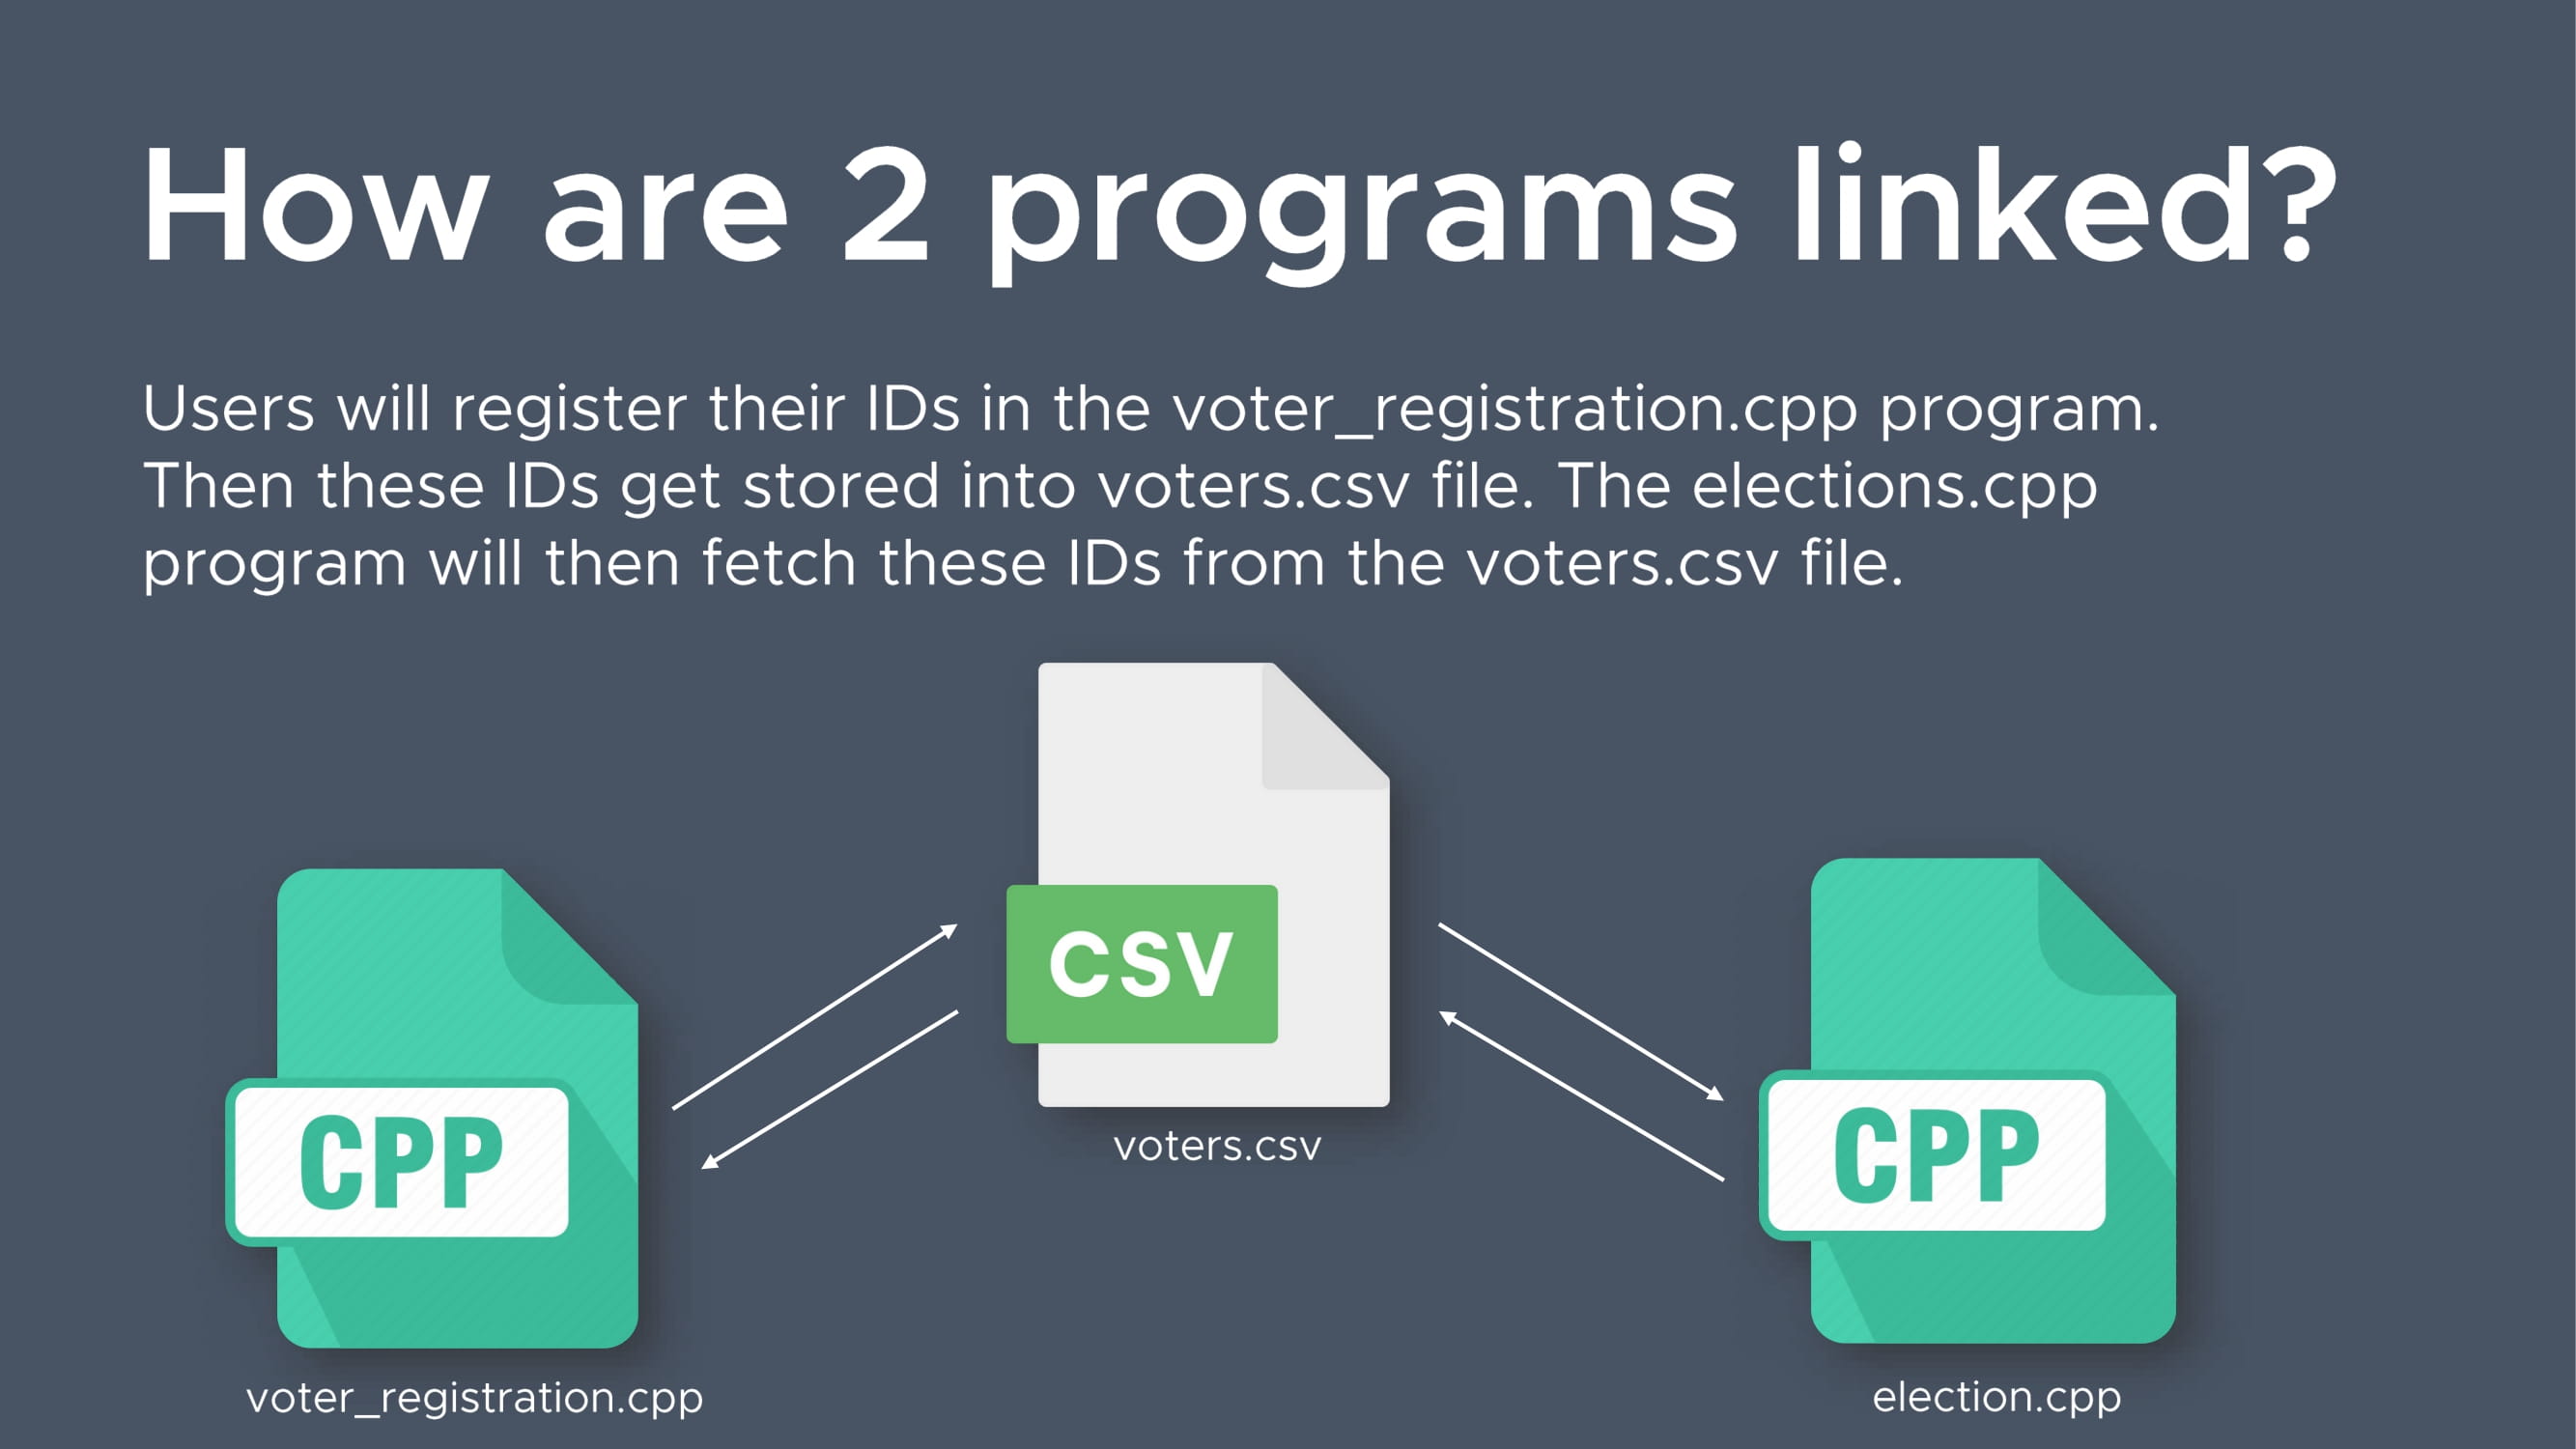 How are 2 programs linked?
Users will register their IDs in the voter_registration.cpp program.
Then these IDs get stored into voters.csv file. The elections.cpp
program will then fetch these IDs from the voters.csv file.
CSV
voters.csv
CPP
voter_registration.cpp
CPP
election.cpp